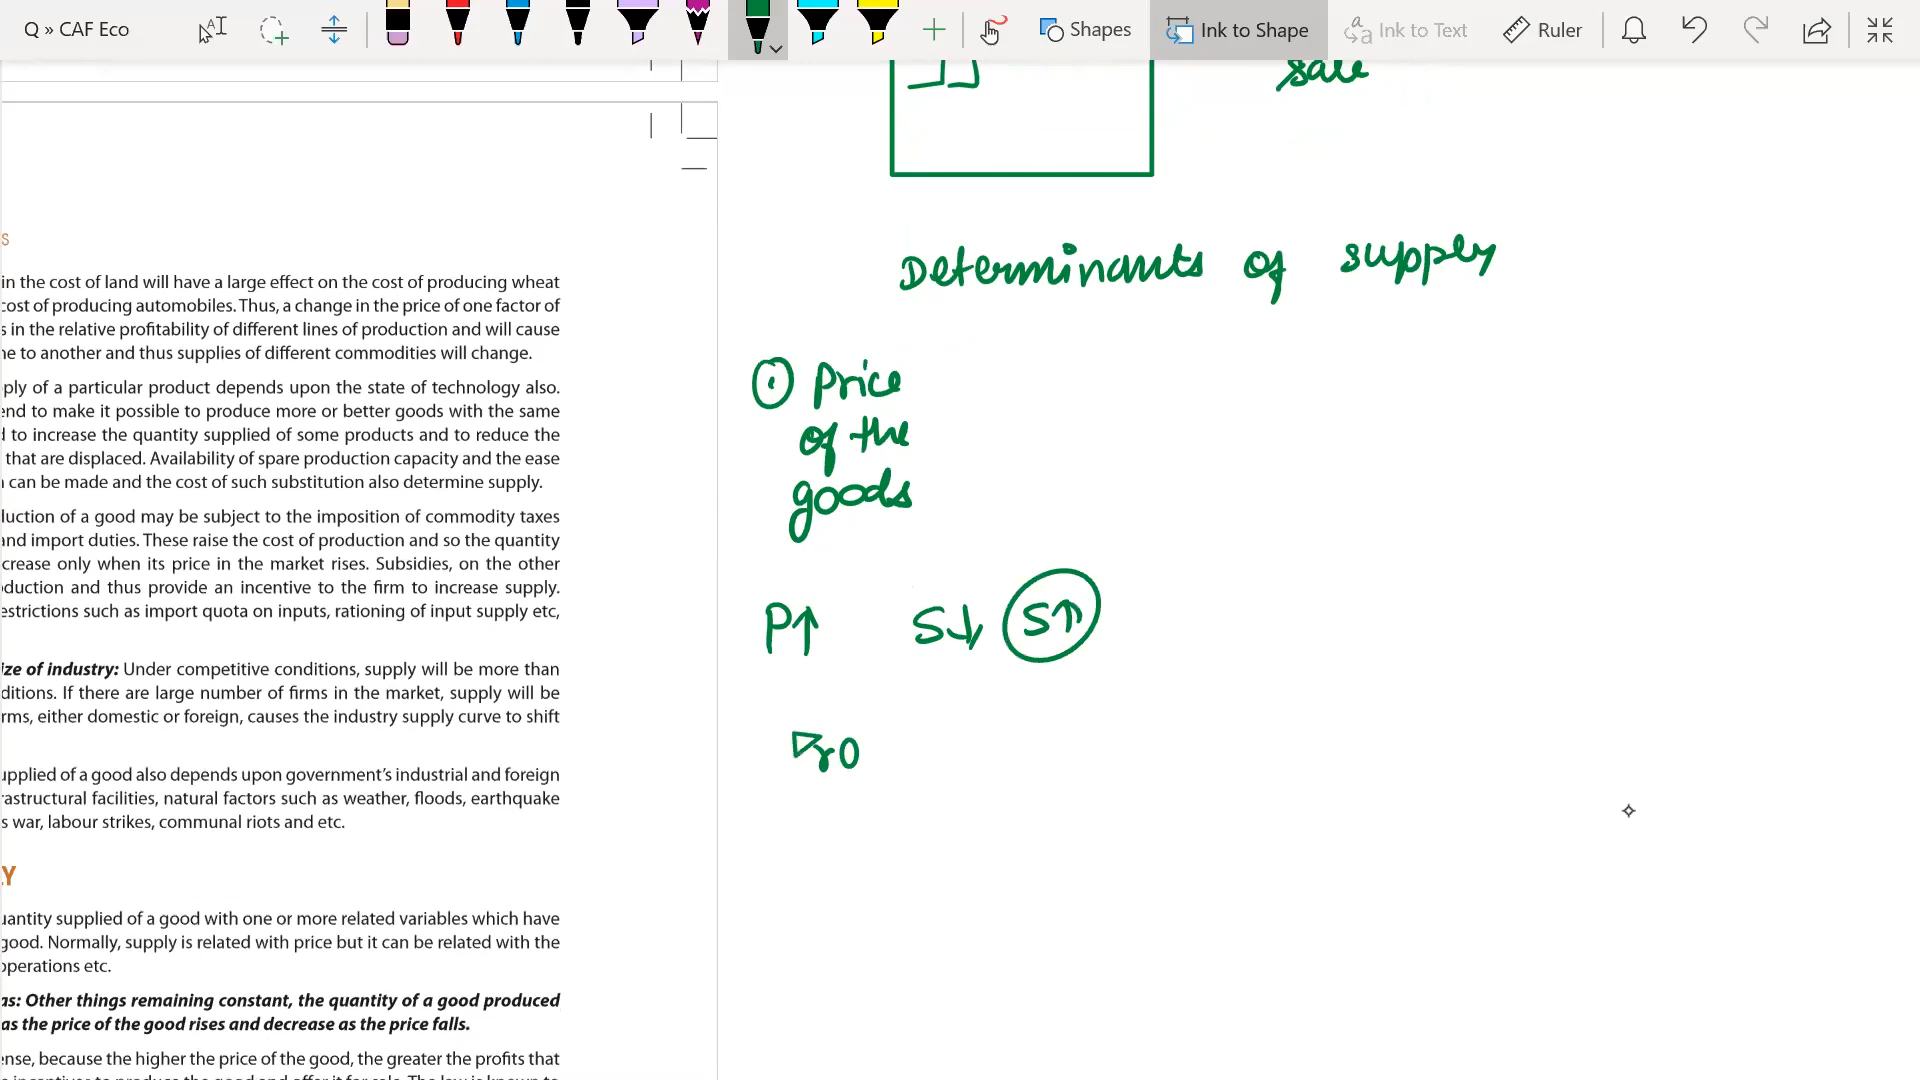 Q » CAF Eco
Shapes
Ink to Shape
Ink to Text
Ruler
sale
Determinants of supply
① Price
of the
goods
P↑ S↓ S↑
s
in the cost of land will have a large effect on the cost of producing wheat
cost of producing automobiles. Thus, a change in the price of one factor of
s in the relative profitability of different lines of production and will cause
ne to another and thus supplies of different commodities will change.
ply of a particular product depends upon the state of technology also.
end to make it possible to produce more or better goods with the same
d to increase the quantity supplied of some products and to reduce the
that are displaced. Availability of spare production capacity and the ease
can be made and the cost of such substitution also determine supply.
luction of a good may be subject to the imposition of commodity taxes
and import duties. These raise the cost of production and so the quantity
crease only when its price in the market rises. Subsidies, on the other
duction and thus provide an incentive to the firm to increase supply.
estrictions such as import quota on inputs, rationing of input supply etc,
ize of industry: Under competitive conditions, supply will be more than
ditions. If there are large number of firms in the market, supply will be
rms, either domestic or foreign, causes the industry supply curve to shift
upplied of a good also depends upon government's industrial and foreign
rastructural facilities, natural factors such as weather, floods, earthquake
s war, labour strikes, communal riots and etc.
Y
uantity supplied of a good with one or more related variables which have
good. Normally, supply is related with price but it can be related with the
operations etc.
as: Other things remaining constant, the quantity of a good produced
as the price of the good rises and decrease as the price falls.
ense, because the higher the price of the good, the greater the profits that